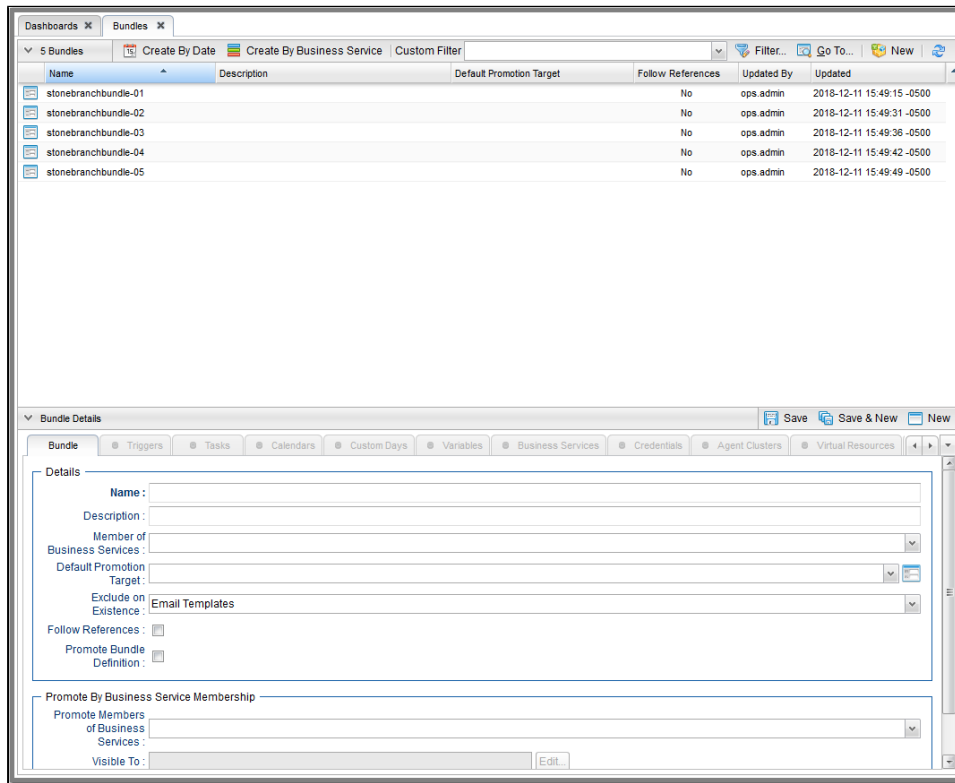 Dashboards
Bundles
5 Bundles
15 Create By Date
Create By Business Service
Custom Filter
Filter...
Go To...
New
Name Description Default Promotion Target Follow References Updated By Updated
stonebranchbundle-01 No ops.admin 2018-12-11 15:49:15 -0500
stonebranchbundle-02 No ops.admin 2018-12-11 15:49:31 -0500
stonebranchbundle-03 No ops.admin 2018-12-11 15:49:36 -0500
stonebranchbundle-04 No ops.admin 2018-12-11 15:49:42 -0500
stonebranchbundle-05 No ops.admin 2018-12-11 15:49:49 -0500
Bundle Details
Save
Save & New
New
Bundle Triggers Tasks Calendars Custom Days Variables Business Services Credentials Agent Clusters Virtual Resources
Details
Name :
Description :
Member of
Business Services :
Default Promotion
Target :
Exclude on
Existence : Email Templates
Follow References :
Promote Bundle
Definition :
Promote By Business Service Membership
Promote Members
of Business
Services :
Visible To : Edit...